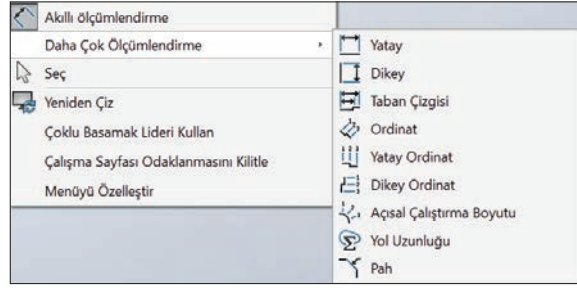 Akıllı ölçümlendirme
Daha Çok Ölçümlendirme
Seç
Yeniden Çiz
Çoklu Basamak Lideri Kullan
Çalışma Sayfası Odaklanmasını Kilitle
Menüyü Özelleştir
Yatay
Dikey
Taban Çizgisi
Ordinat
Yatay Ordinat
Dikey Ordinat
Açısal Çalıştırma Boyutu
Yol Uzunluğu
Pah